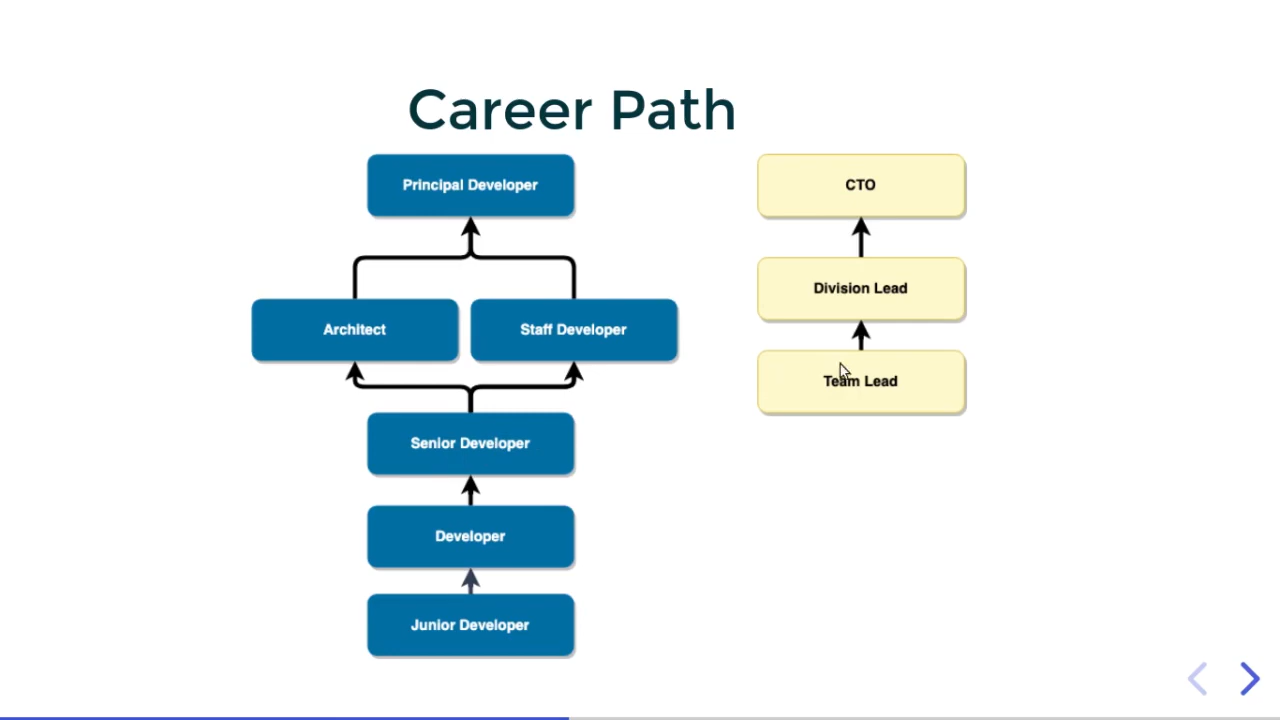 Career Path
Principal Developer
Architect
Staff Developer
Senior Developer
Developer
Junior Developer
CTO
Division Lead
Team Lead